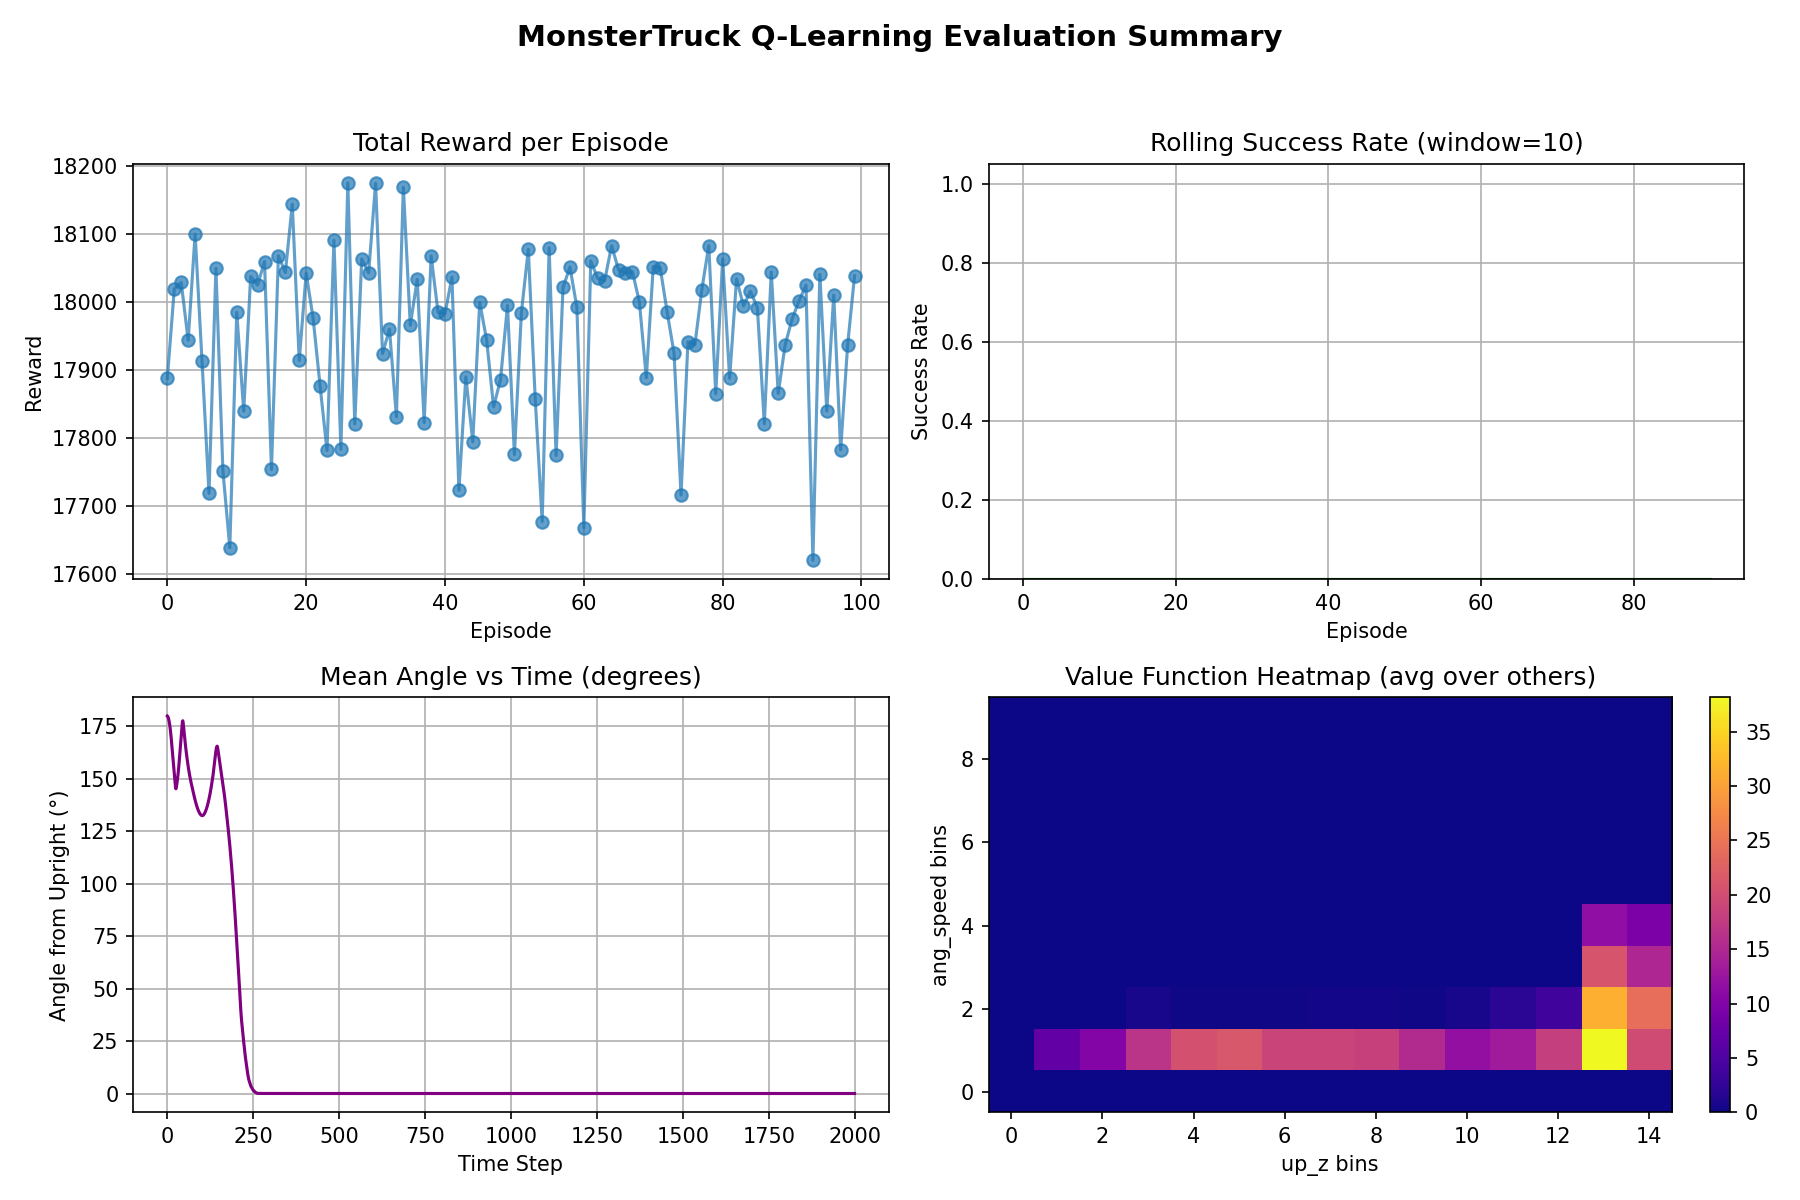 MonsterTruck Q-Learning Evaluation Summary
Total Reward per Episode
18200
18100
18000
17900
17800
17700
17600
Reward
0 20 40 60 80 100
Episode
Rolling Success Rate (window=10)
1.0
0.8
0.6
0.4
0.2
0.0
Success Rate
0 20 40 60 80
Episode
Mean Angle vs Time (degrees)
175
150
125
100
75
50
25
0
Angle from Upright (°)
0 250 500 750 1000 1250 1500 1750 2000
Time Step
Value Function Heatmap (avg over others)
8
6
4
2
0
ang_speed bins
0 2 4 6 8 10 12 14
up_z bins
35
30
25
20
15
10
5
0